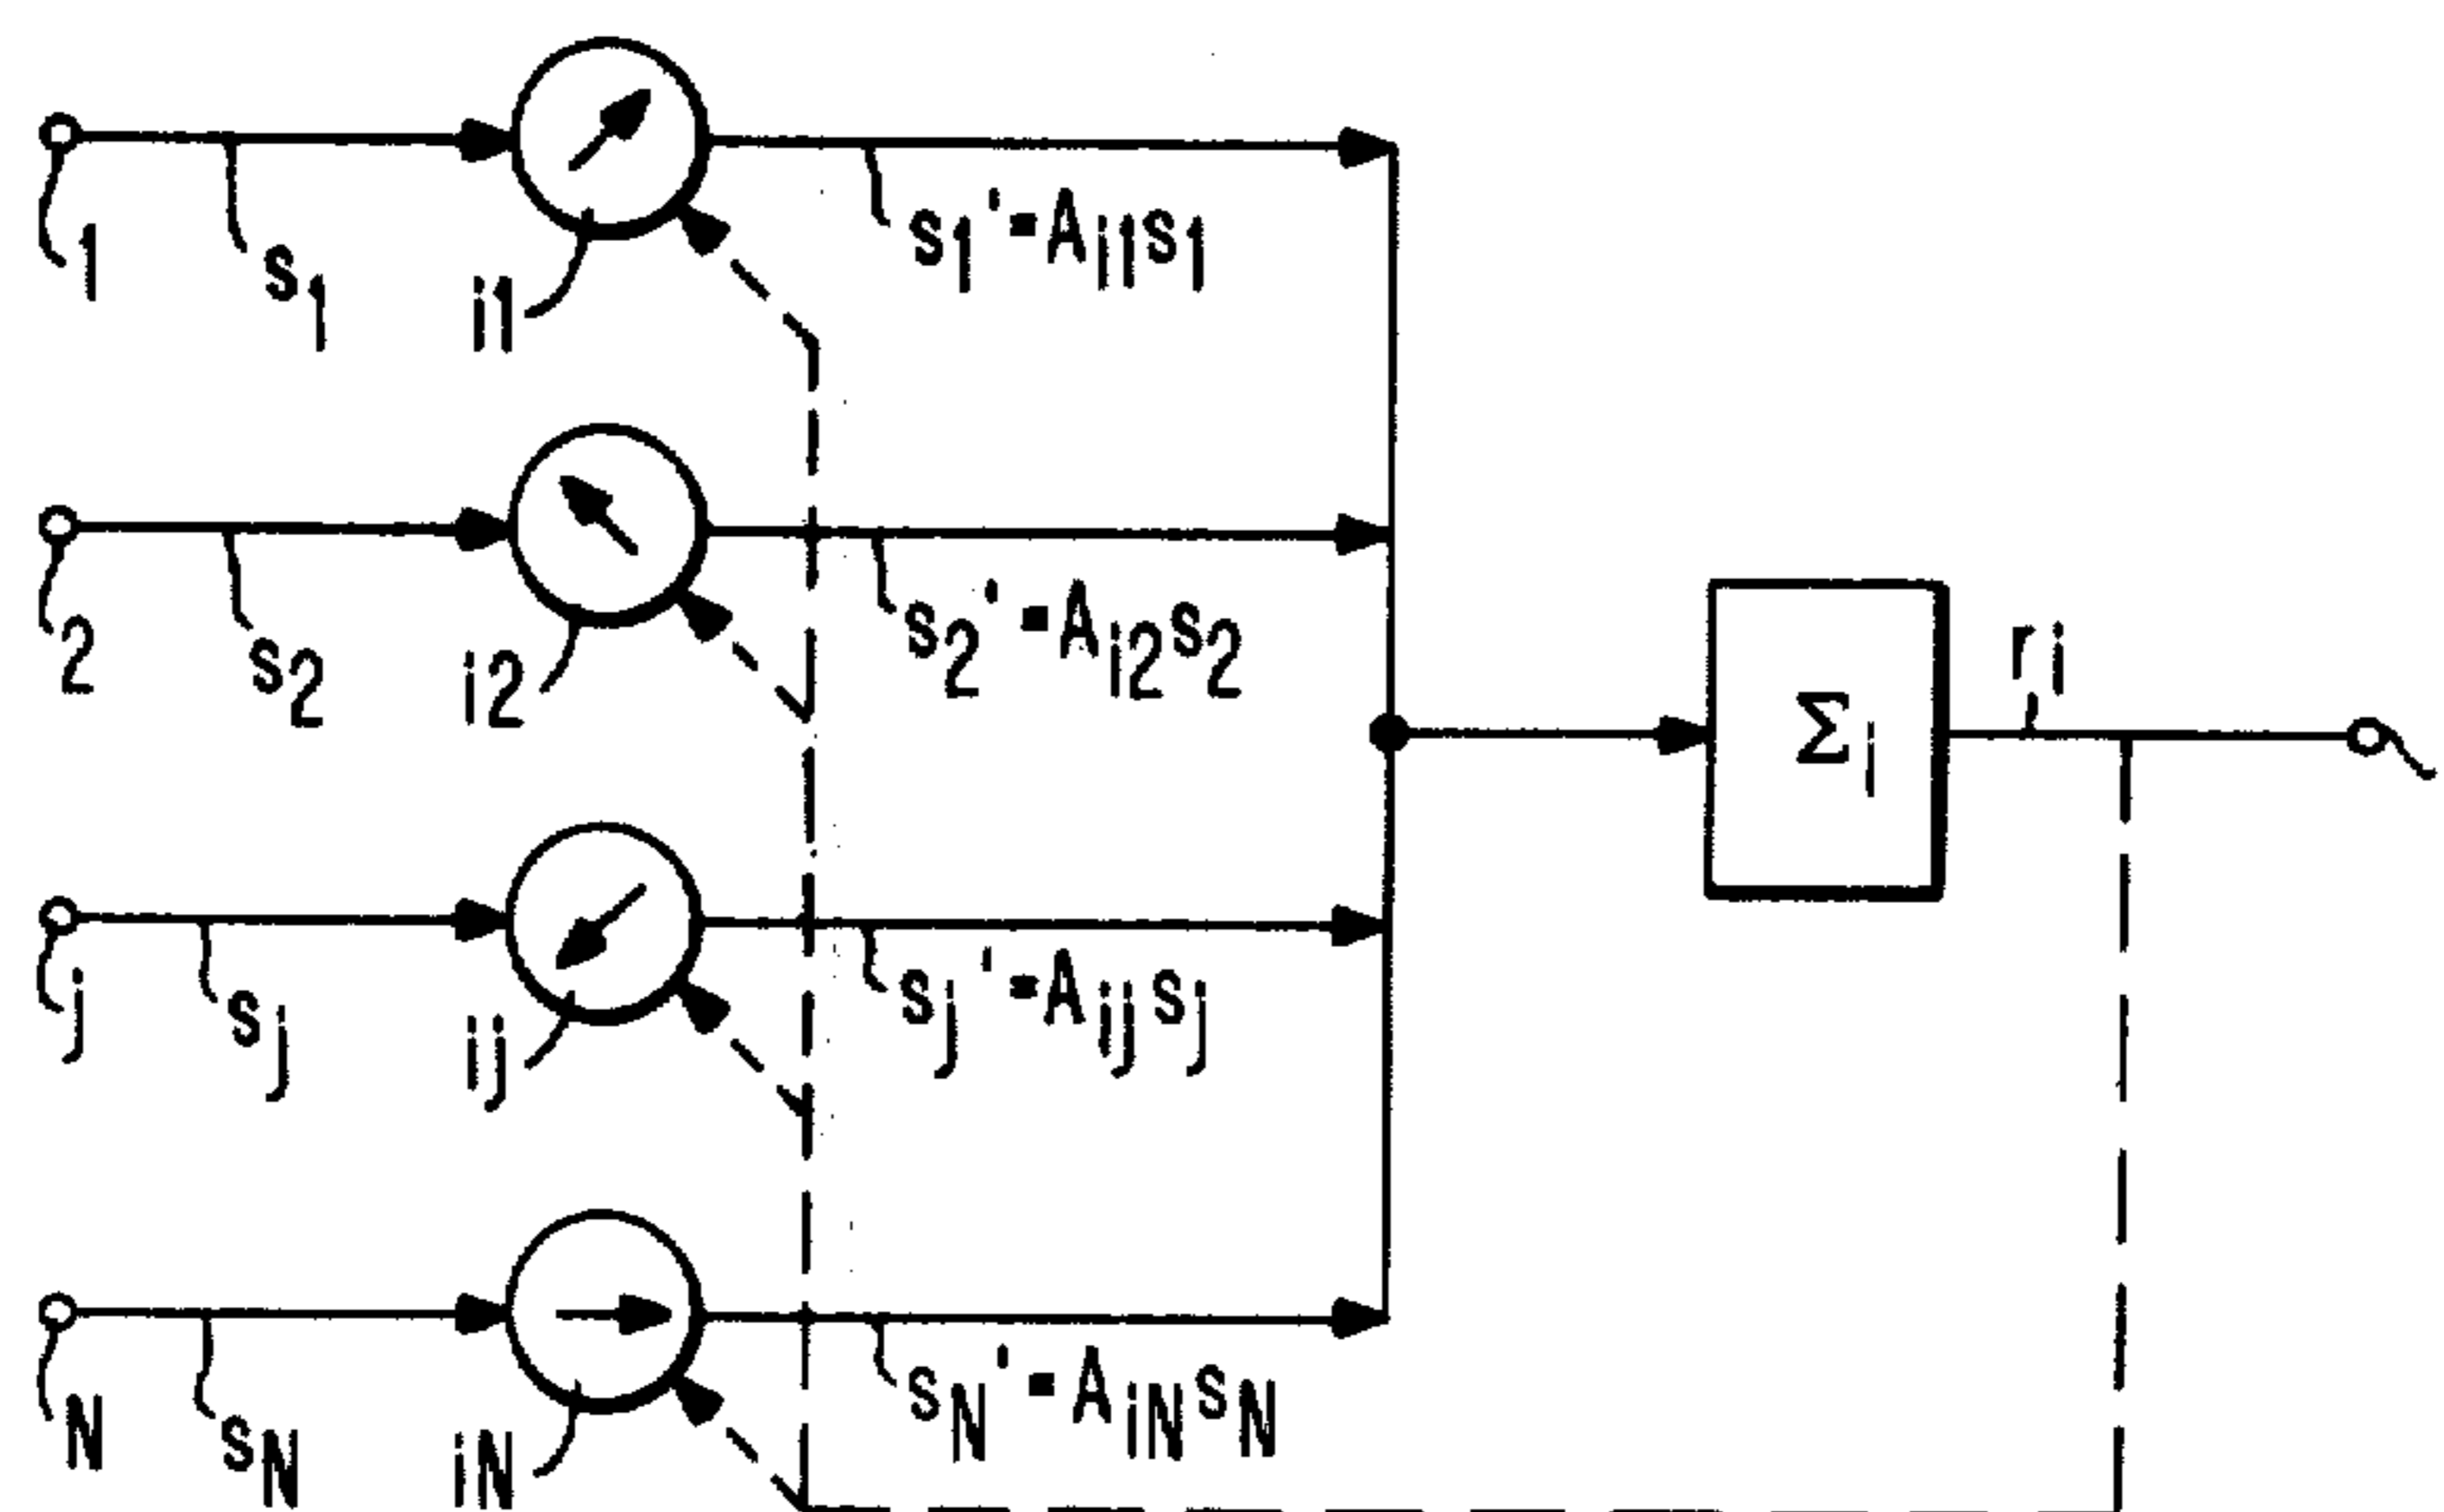 1
s1
i1
s1'=Ai1s1
2
s2
i2
s2'=Ai2s2
Σi
ri
j
sj
ij
sj'=Aijsj
N
sN
iN
sN'=AiNsN